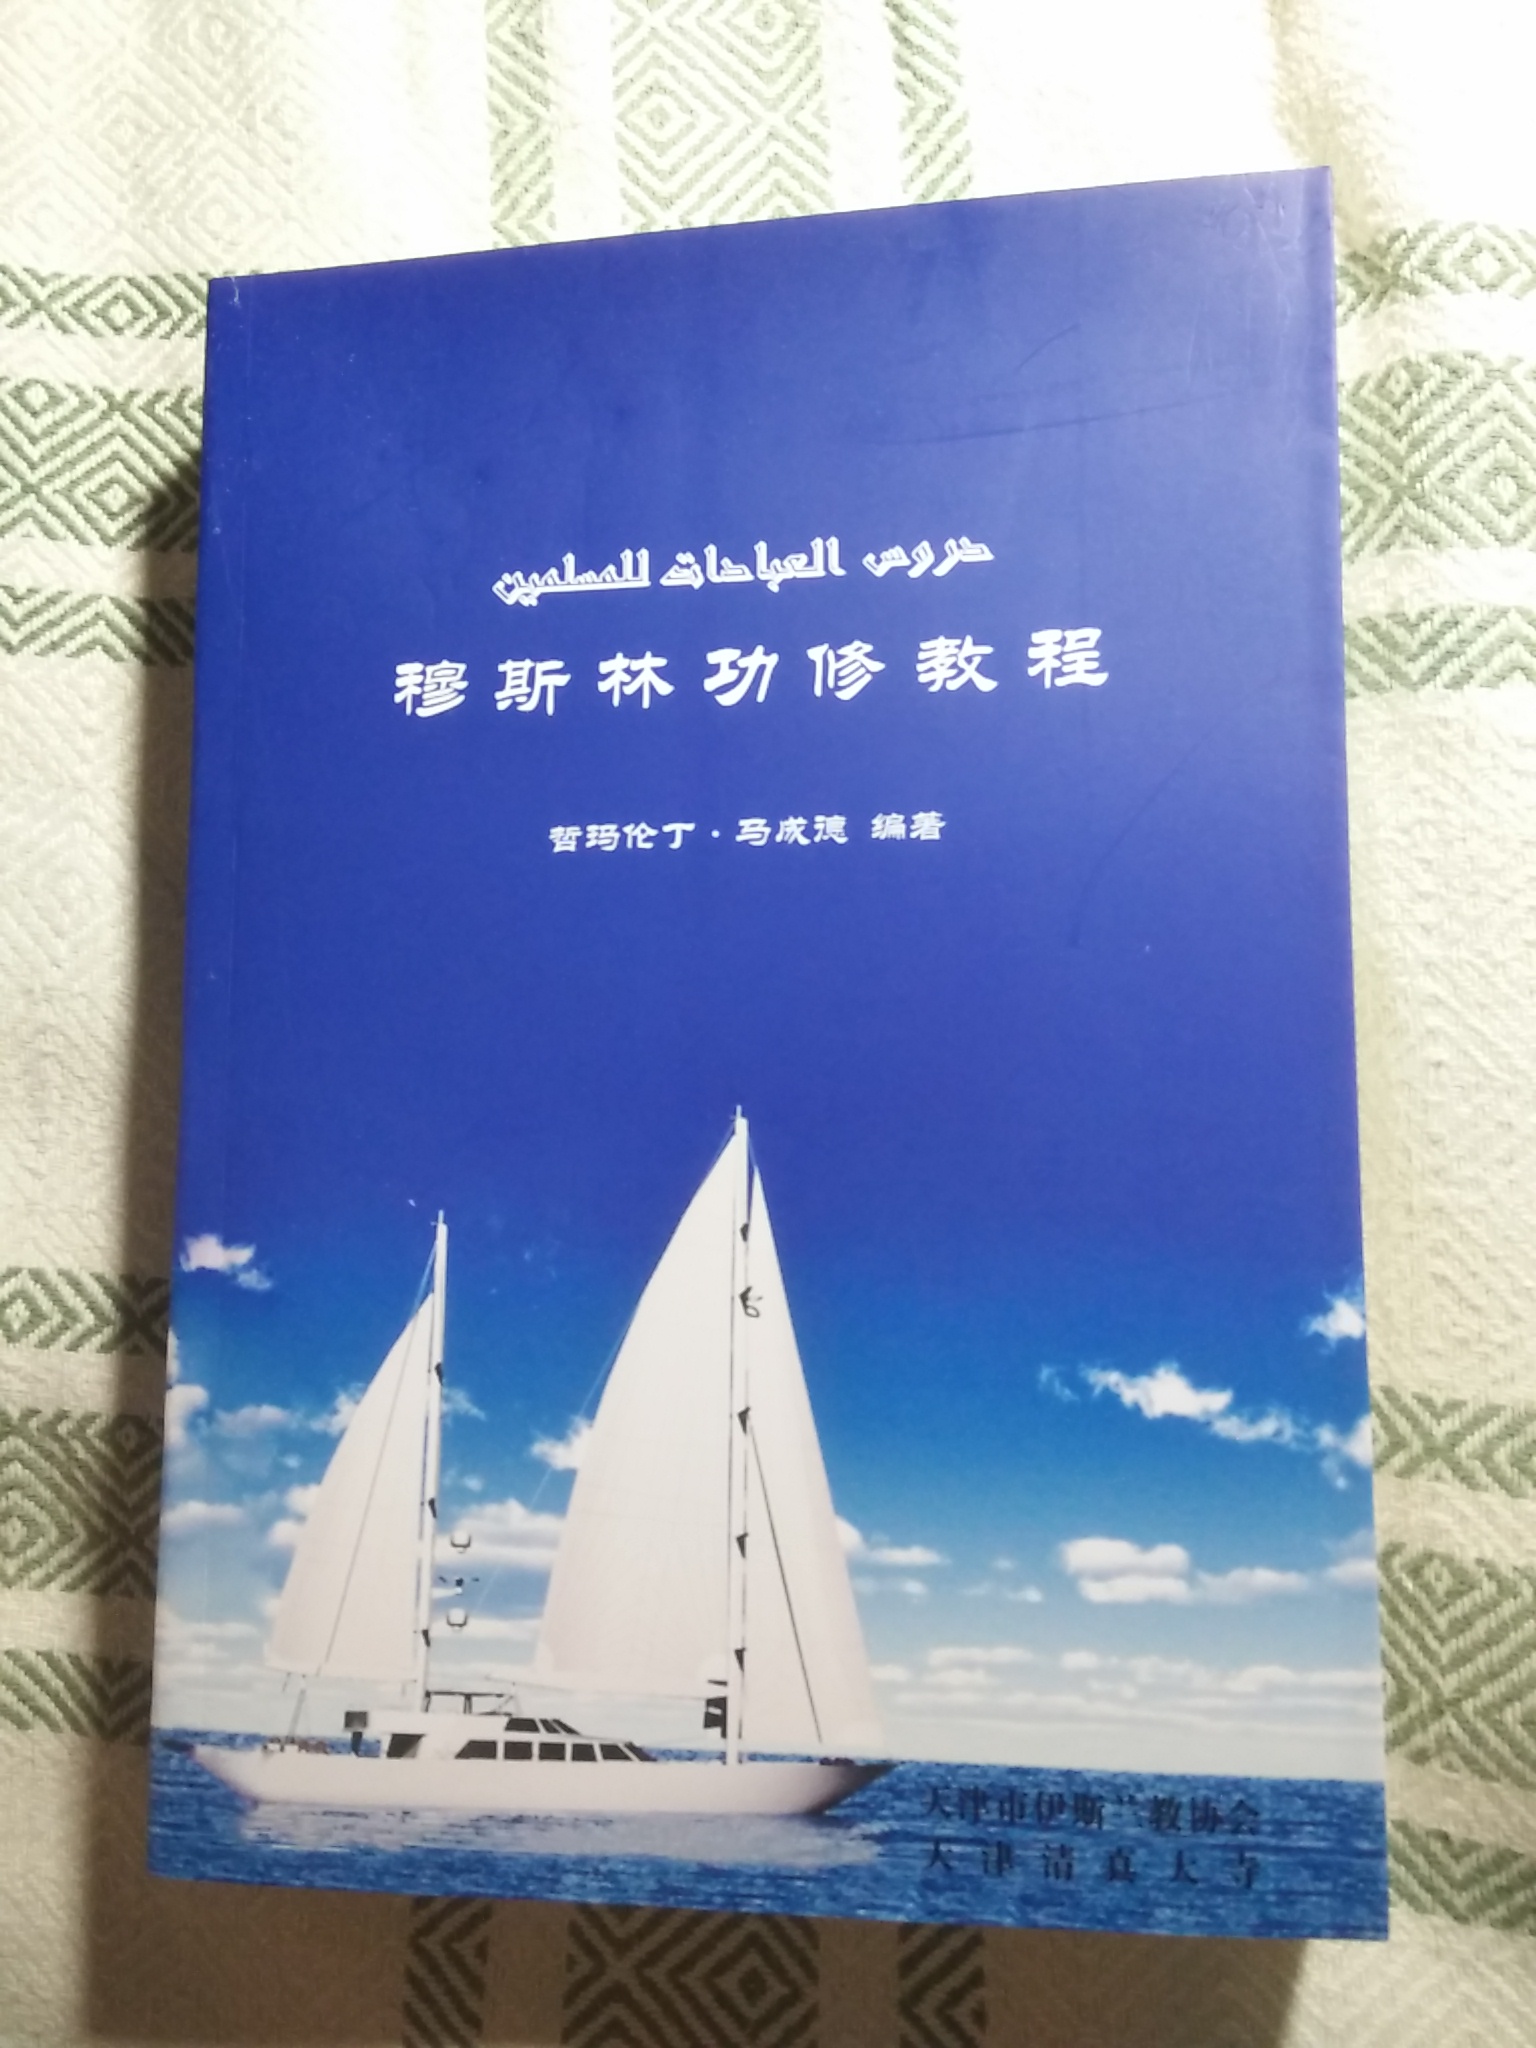 دروس العبادات للمسلمين
穆斯林功修教程
哲玛伦丁·马成德 编著
天津市伊斯兰教协会
天津清真大寺